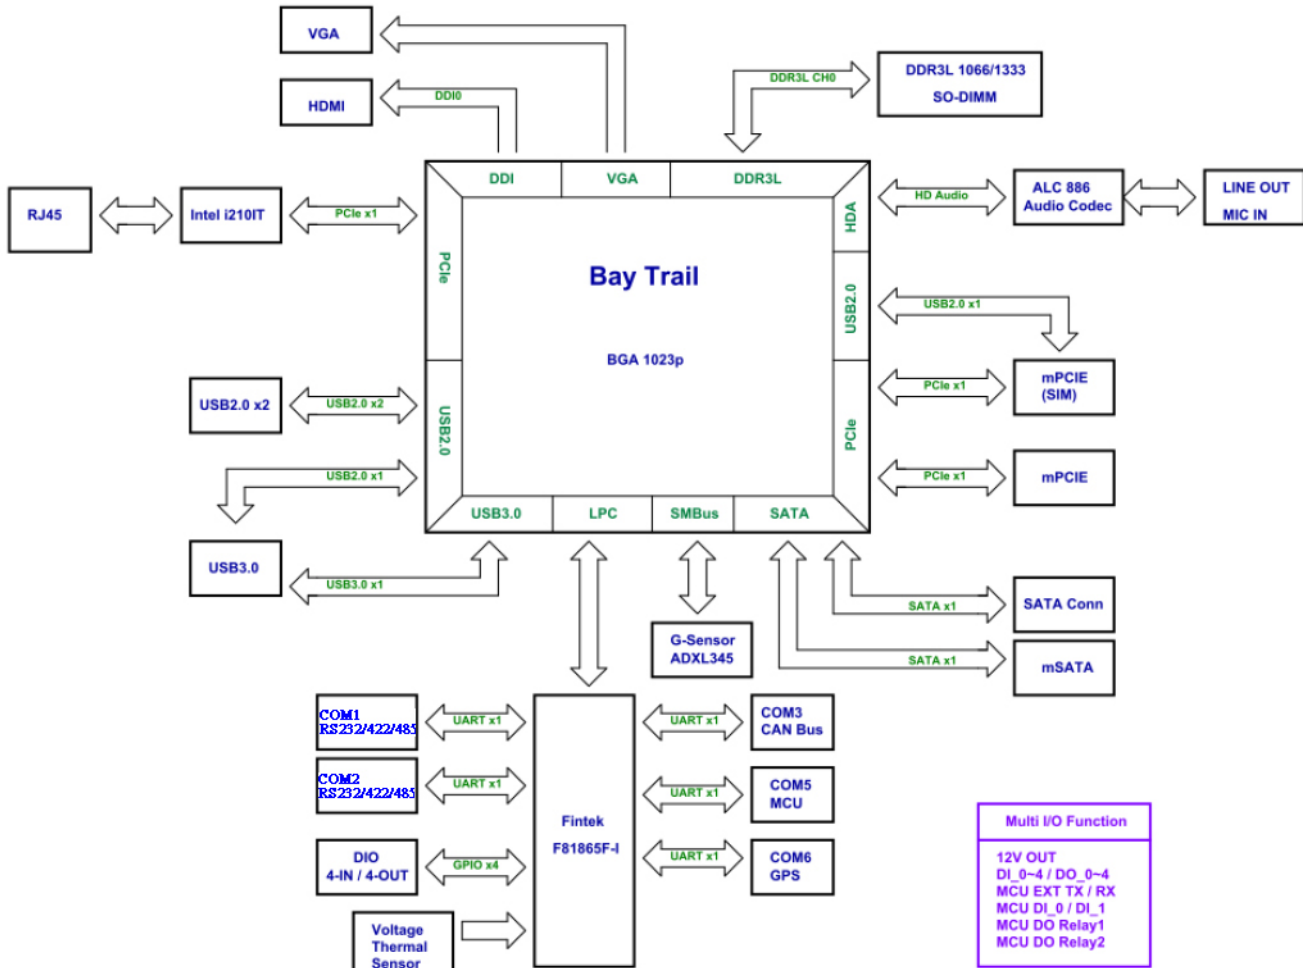 VGA
HDMI
DDI0
DDR3L CH0
DDR3L 1066/1333
SO-DIMM
DDI
VGA
DDR3L
RJ45
Intel i210IT
PCIe x1
PCIe
HDA
HD Audio
ALC 886
Audio Codec
LINE OUT
MIC IN
Bay Trail
BGA 1023p
USB2.0
USB2.0 x1
mPCIE
(SIM)
PCIe x1
USB2.0 x2
USB2.0 x2
USB2.0
PCIe
PCIe x1
mPCIE
USB2.0 x1
USB3.0
LPC
SMBus
SATA
USB3.0
USB3.0 x1
SATA x1
SATA Conn
SATA x1
mSATA
G-Sensor
ADXL345
COM1
RS232/422/485
UART x1
UART x1
COM3
CAN Bus
COM2
RS232/422/485
UART x1
UART x1
COM5
MCU
Fintek
F81865F-I
DIO
4-IN / 4-OUT
GPIO x4
UART x1
COM6
GPS
Voltage
Thermal
Sensor
Multi I/O Function
12V OUT
DI_0~4 / DO_0~4
MCU EXT TX / RX
MCU DI_0 / DI_1
MCU DO Relay1
MCU DO Relay2